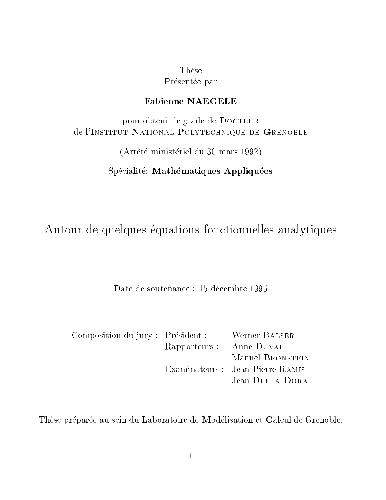 Thèse
Présentée par
Fabienne NAEGELE
pour obtenir le grade de DOCTEUR
de l'INSTITUT NATIONAL POLYTECHNIQUE DE GRENOBLE
(Arrêté ministériel du 30 mars 1992)
Spécialité: Mathématiques Appliquées
Autour de quelques équations fonctionnelles analytiques
Date de soutenance : 15 décembre 1995
Composition du jury : Président : Werner BALSER
Rapporteurs : Anne DUVAL
Manuel BRONSTEIN
Examinateurs : Jean-Pierre RAMIS
Jean DELLA DORA
Thèse préparée au sein du Laboratoire de Modélisation et Calcul de Grenoble.